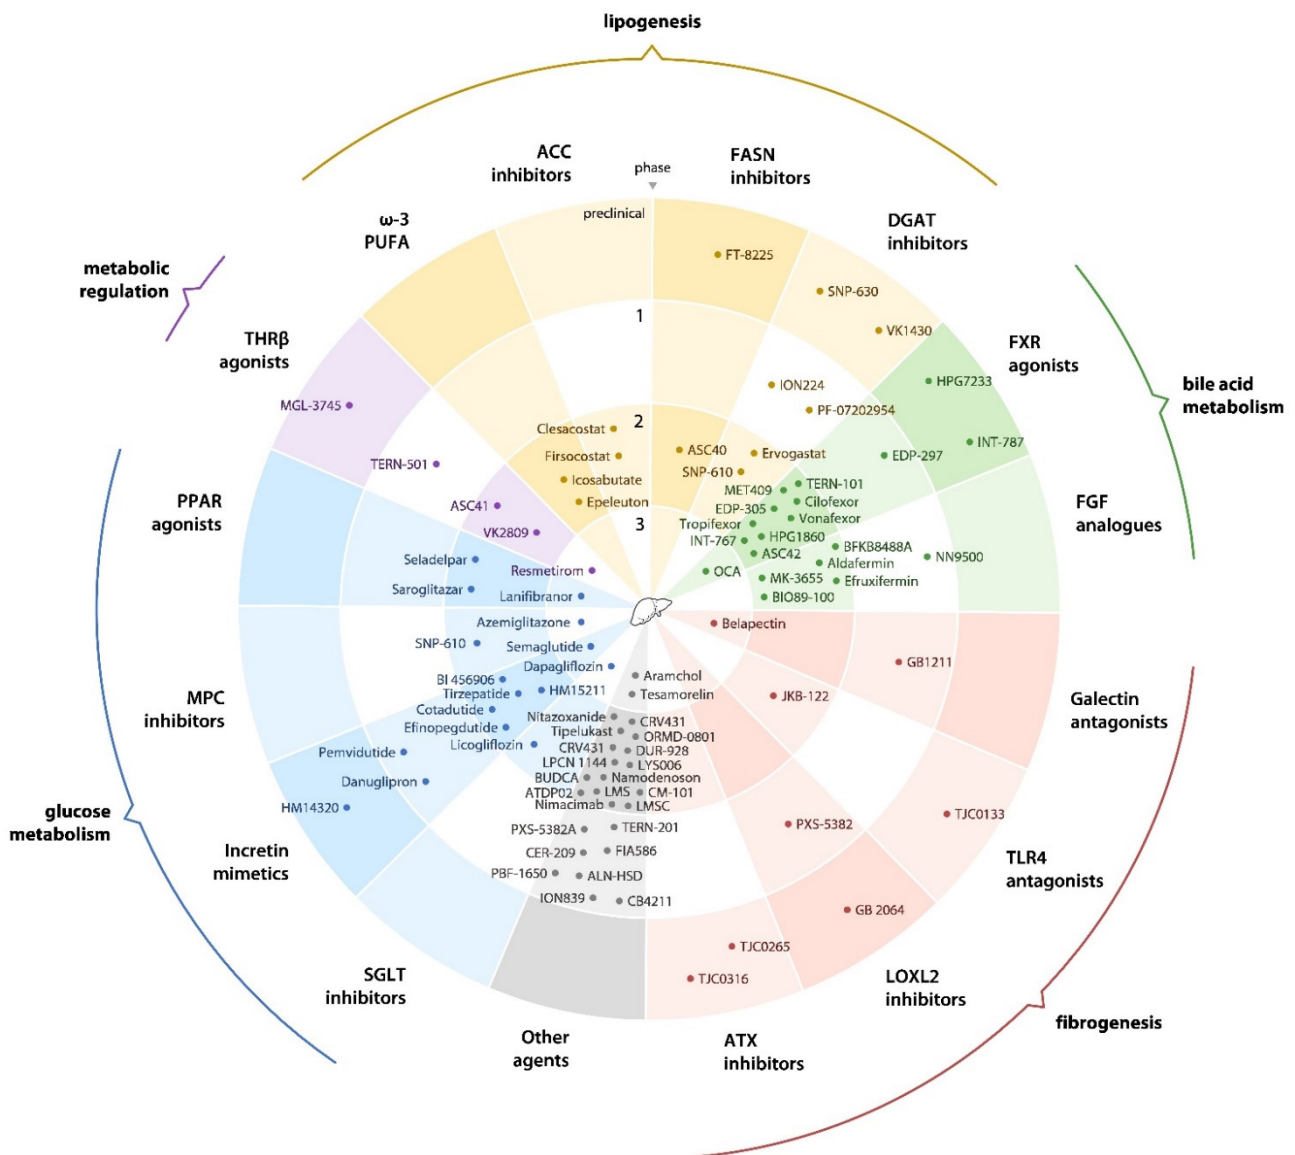 lipogenesis
ACC
inhibitors
phase
FASN
inhibitors
ω-3
PUFA
DGAT
inhibitors
metabolic
regulation
preclinical
FT-8225
SNP-630
VK1430
1
THRβ
agonists
FXR
agonists
bile acid
metabolism
HPG7233
MGL-3745
ION224
PF-07202954
INT-787
Clesacostat
2
TERN-501
Firsocostat
ASC40
Ervogastat
EDP-297
SNP-610
Icosabutate
Epeleuton
PPAR
agonists
FGF
analogues
ASC41
VK2809
MET409
TERN-101
Cilofexor
EDP-305
Vonafexor
Tropifexor
3
INT-767
HPG1860
ASC42
BFKB8488A
NN9500
Seladelpar
Resmetirom
OCA
Aldafermin
MK-3655
Efruxifermin
Saroglitazar
Lanifibranor
BIO89-100
Azemiglitazone
Belapectin
SNP-610
Semaglutide
Dapagliflozin
GB1211
MPC
inhibitors
Galectin
antagonists
BI 456906
Tirzepatide
HM15211
Aramchol
Tesamorelin
JKB-122
Cotadutide
Efinopegdutide
Licogliflozin
Nitazoxanide
CRV431
Tipelukast
ORMD-0801
CRV431
DUR-928
Pemvidutide
LPCN 1144
LYS006
BUDCA
Namodenoson
Danuglipron
ATDP02
LMS
CM-101
HM14320
Nimacimab
LMSC
glucose
metabolism
TJC0133
PXS-5382A
TERN-201
PXS-5382
Incretin
mimetics
CER-209
FIA586
TLR4
antagonists
PBF-1650
ALN-HSD
ION839
CB4211
GB 2064
TJC0265
TJC0316
SGLT
inhibitors
LOXL2
inhibitors
fibrogenesis
Other
agents
ATX
inhibitors